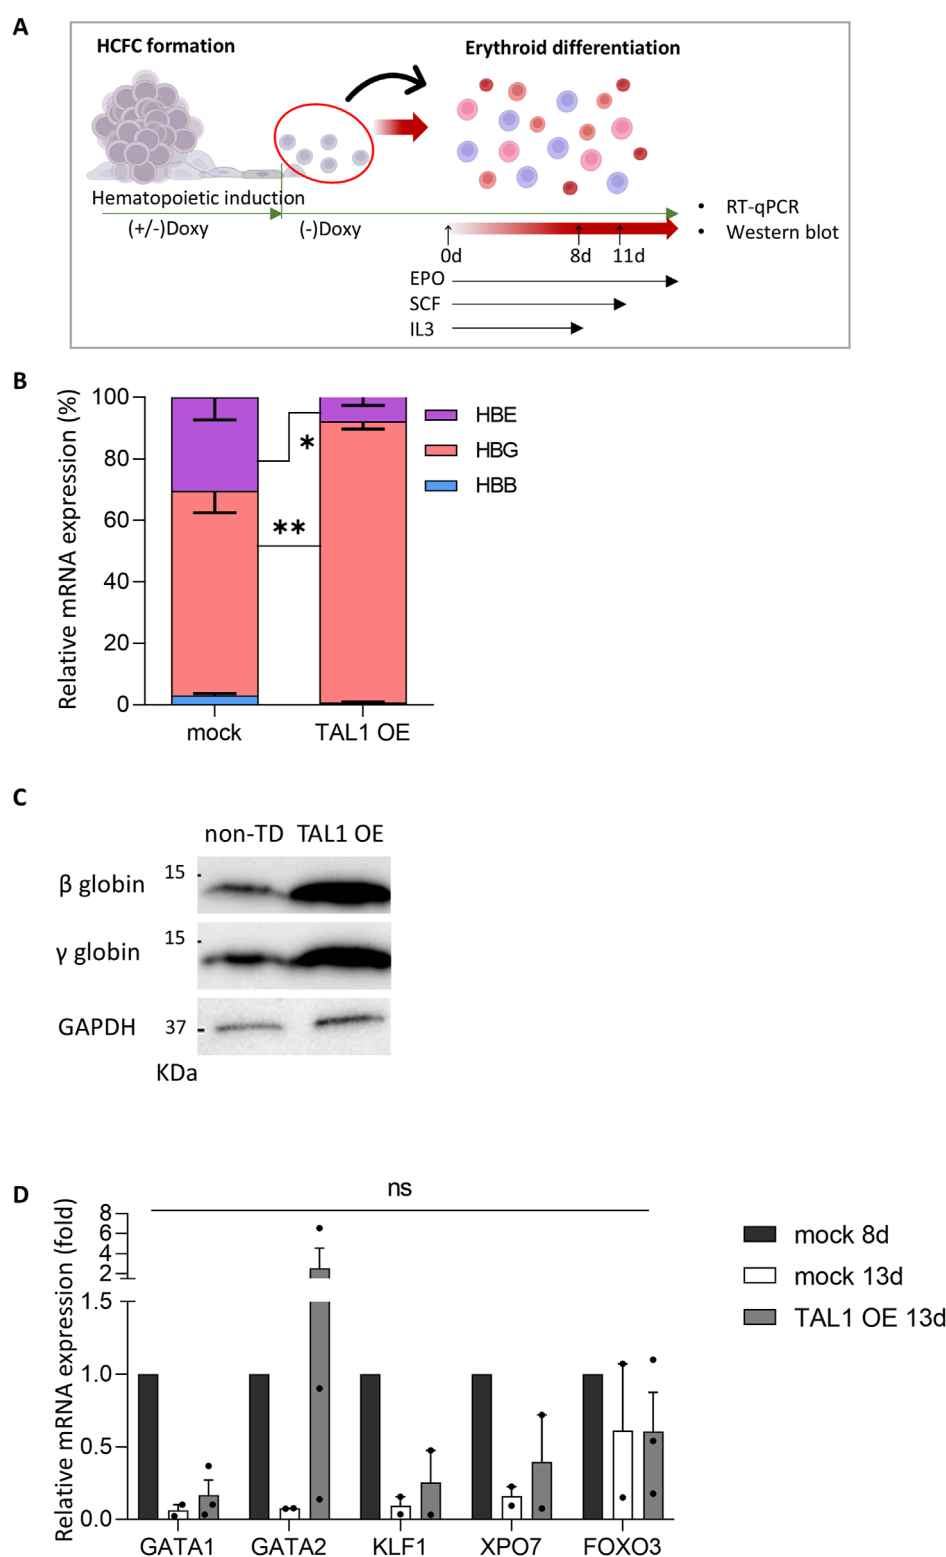 A
HCFC formation
Erythroid differentiation
Hematopoietic induction
(+/-)Doxy
(-)Doxy
• RT-qPCR
• Western blot
0d
8d
11d
EPO
SCF
IL3
B
Relative mRNA expression (%)
100
80
60
40
20
0
*
**
mock
TAL1 OE
HBE
HBG
HBB
C
non-TD TAL1 OE
β globin
15
γ globin
15
GAPDH
37
KDa
D
Relative mRNA expression (fold)
ns
8
6
4
2
1.5
1.0
0.5
0.0
GATA1
GATA2
KLF1
XPO7
FOXO3
mock 8d
mock 13d
TAL1 OE 13d